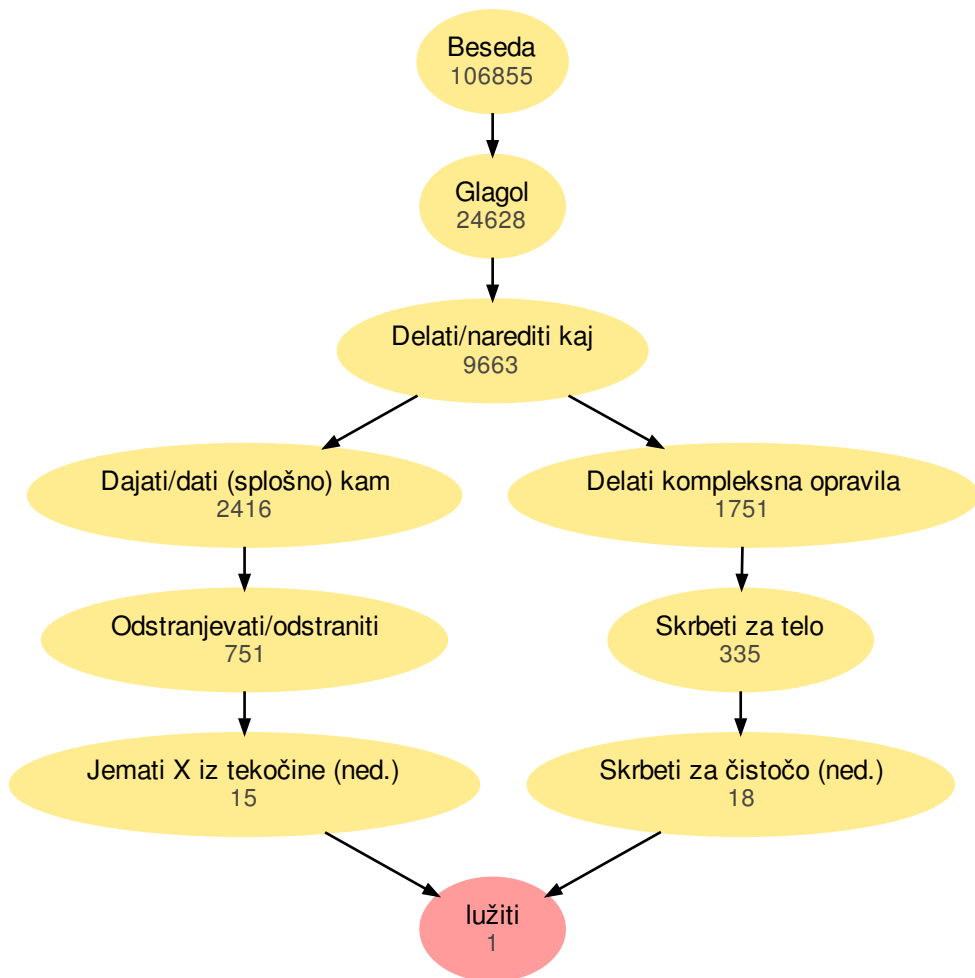 Beseda
106855
Glagol
24628
Delati/narediti kaj
9663
Dajati/dati (splošno) kam
2416
Delati kompleksna opravila
1751
Odstranjevati/odstraniti
751
Skrbeti za telo
335
Jemati X iz tekočine (ned.)
15
Skrbeti za čistočo (ned.)
18
lužiti
1